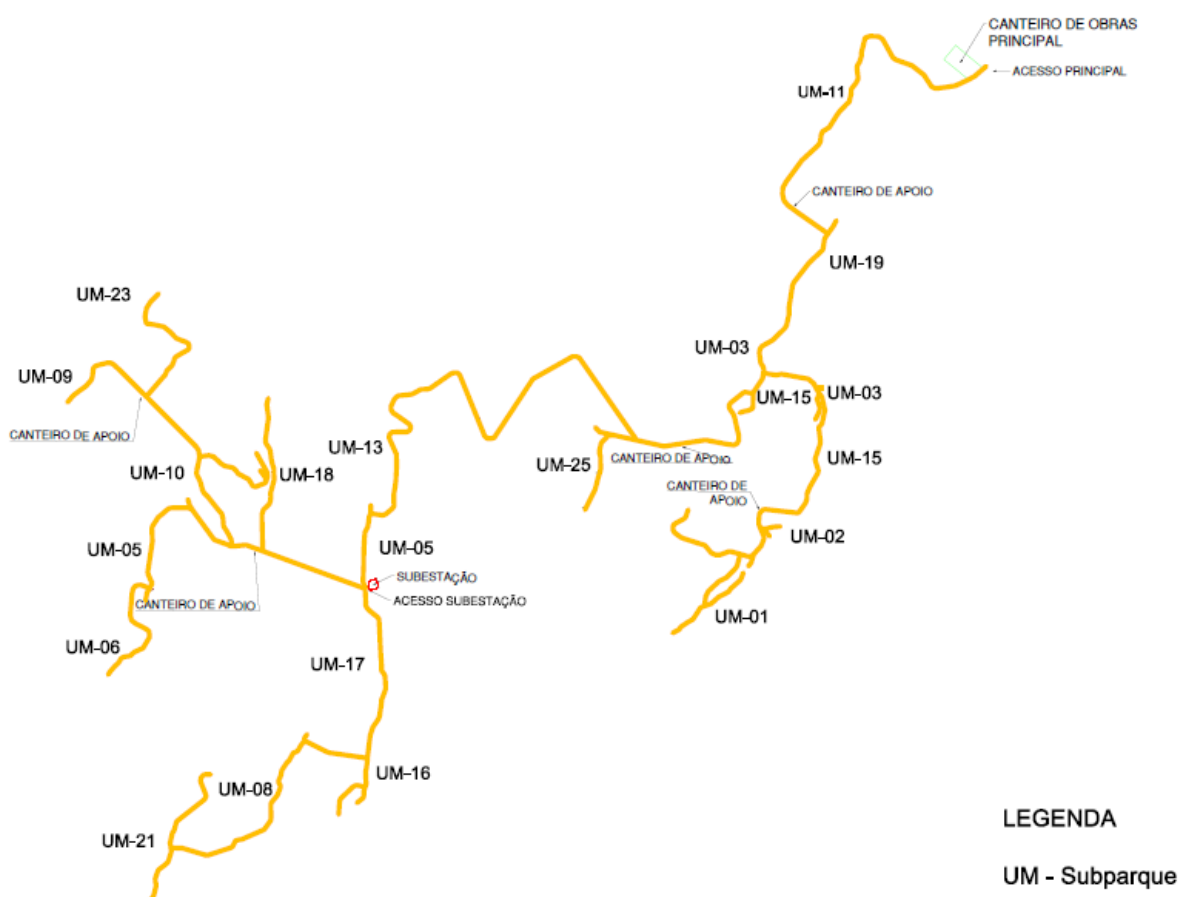 CANTEIRO DE OBRAS
PRINCIPAL
ACESSO PRINCIPAL
UM-11
CANTEIRO DE APOIO
UM-19
UM-23
UM-03
UM-09
UM-15
UM-03
CANTEIRO DE APOIO
UM-13
UM-15
UM-25
CANTEIRO DE APOIO
UM-10
UM-18
CANTEIRO DE
APOIO
UM-02
UM-05
UM-05
SUBESTAÇÃO
ACESSO SUBESTAÇÃO
CANTEIRO DE APOIO
UM-01
UM-06
UM-17
UM-16
UM-08
UM-21
LEGENDA
UM - Subparque